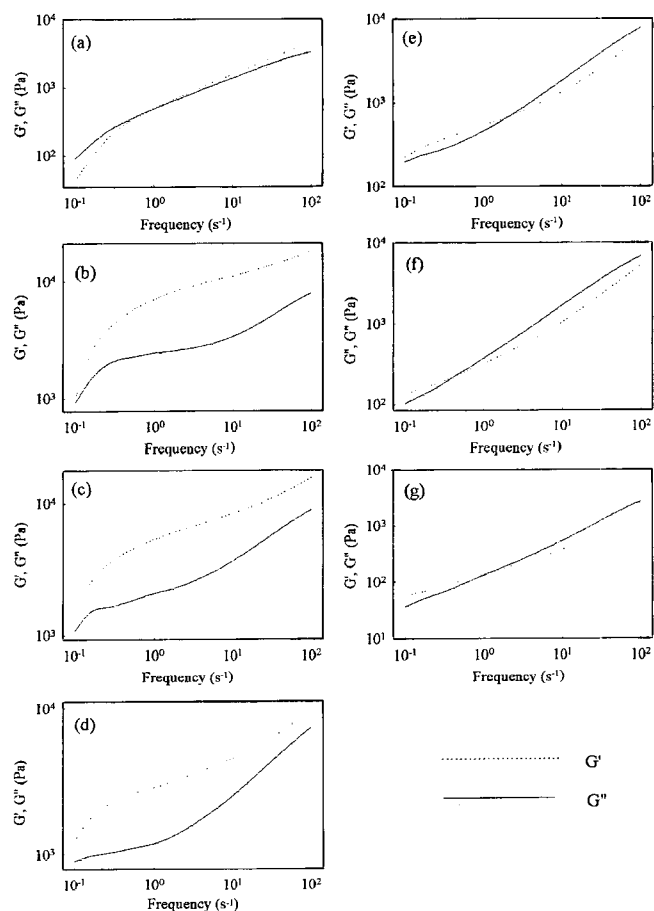 (a)
10⁴
10³
10²
G', G'' (Pa)
10⁻¹ 10⁰ 10¹ 10²
Frequency (s⁻¹)
(b)
10⁴
10³
G', G'' (Pa)
10⁻¹ 10⁰ 10¹ 10²
Frequency (s⁻¹)
(c)
10⁴
10³
G', G'' (Pa)
10⁻¹ 10⁰ 10¹ 10²
Frequency (s⁻¹)
(d)
10⁴
10³
G', G'' (Pa)
10⁻¹ 10⁰ 10¹ 10²
Frequency (s⁻¹)
(e)
10⁴
10³
10²
G', G'' (Pa)
10⁻¹ 10⁰ 10¹ 10²
Frequency (s⁻¹)
(f)
10⁴
10³
10²
G'', G'' (Pa)
10⁻¹ 10⁰ 10¹ 10²
Frequency (s⁻¹)
(g)
10⁴
10³
10²
10¹
G', G'' (Pa)
10⁻¹ 10⁰ 10¹ 10²
Frequency (s⁻¹)
G'
G''